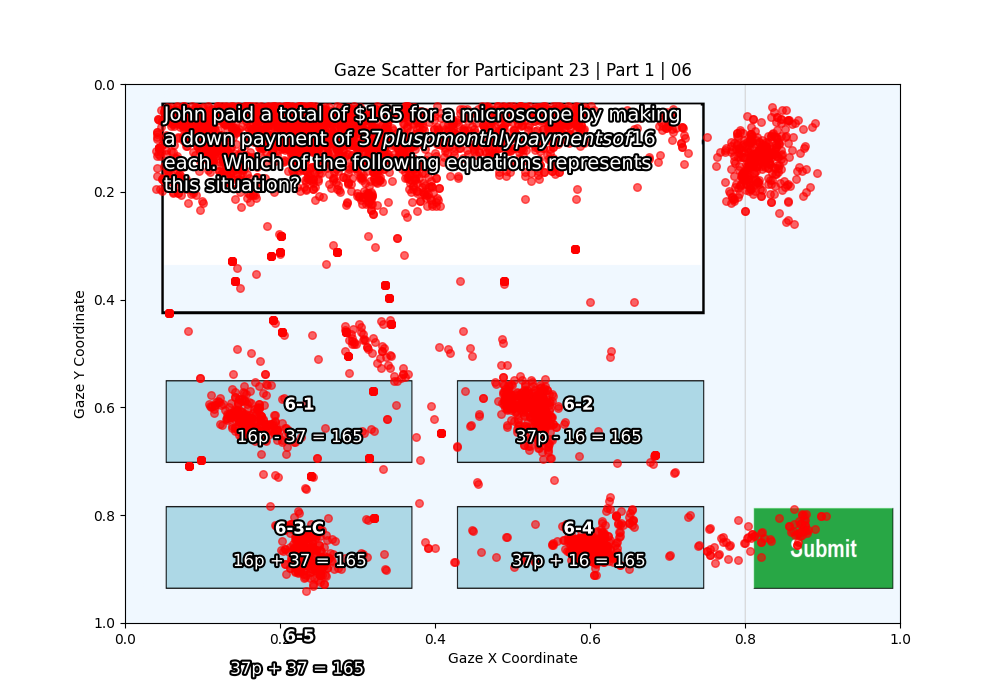 Gaze Scatter for Participant 23 | Part 1 | 06
0.0
0.2
0.4
0.6
0.8
1.0
Gaze Y Coordinate
John paid a total of $165 for a microscope by making
a down payment of 37pluspmonthlypaymentsof16
each. Which of the following equations represents
this situation?
6-1
16p - 37 = 165
6-2
37p - 16 = 165
6-3-C
16p + 37 = 165
6-4
37p + 16 = 165
Submit
6-5
37p + 37 = 165
0.0
0.2
0.4
0.6
0.8
1.0
Gaze X Coordinate